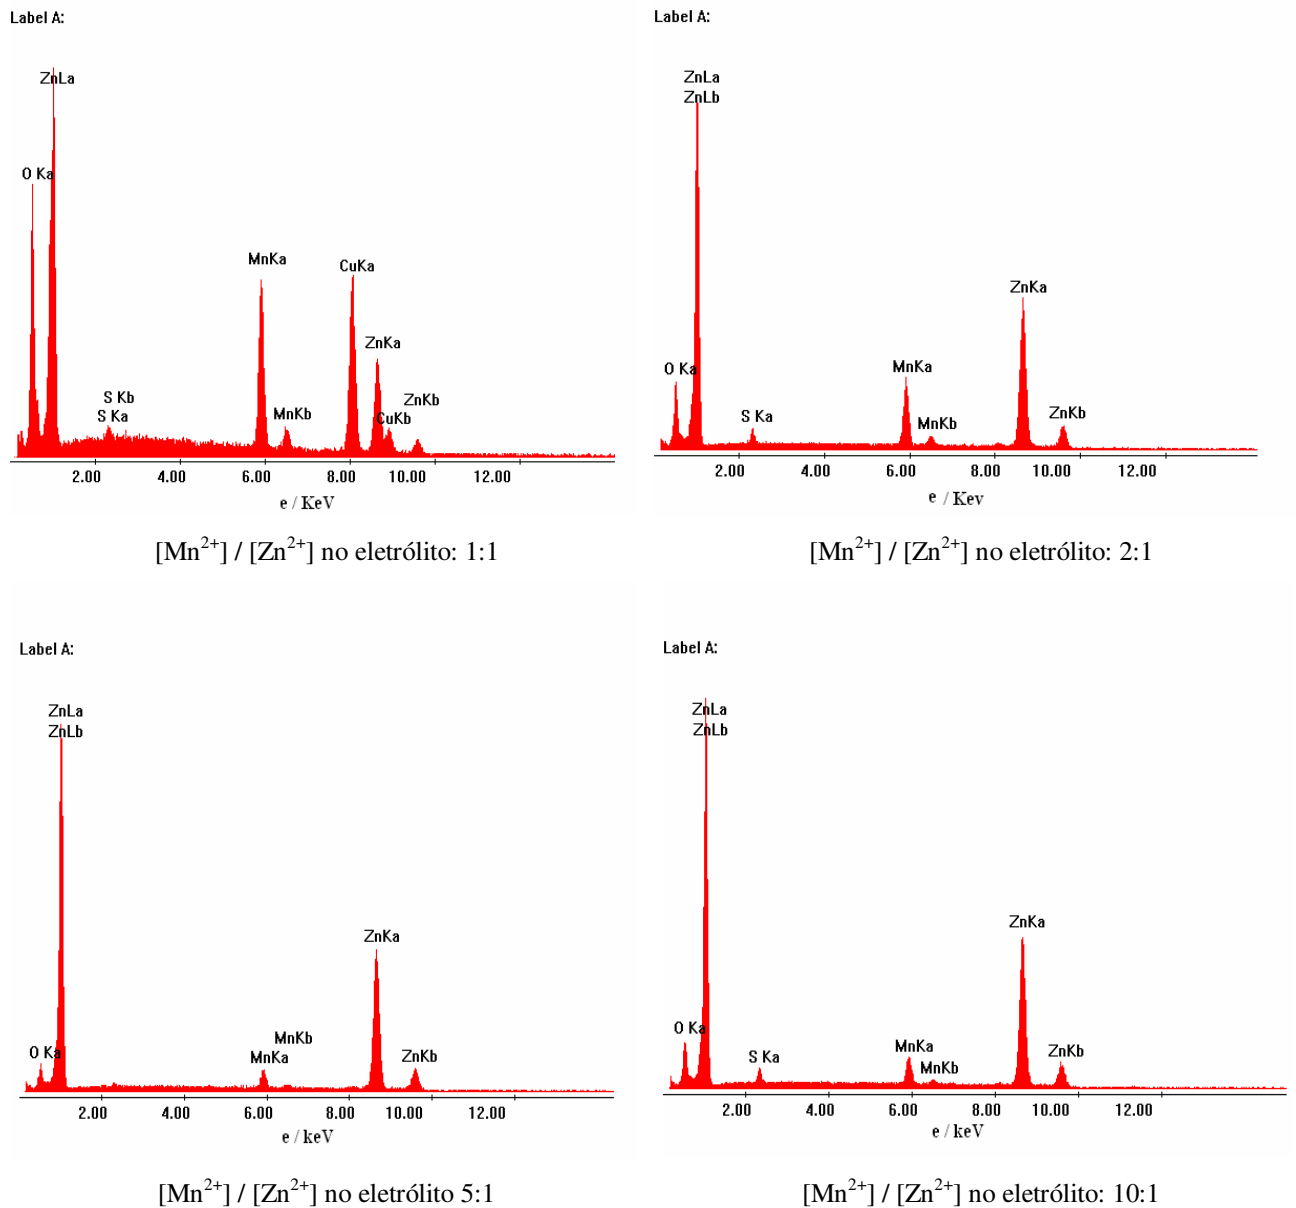 Label A:
ZnLa
O Ka
MnKa
CuKa
ZnKa
S Kb
S Ka
MnKb
CuKb
ZnKb
2.00 4.00 6.00 8.00 10.00 12.00
e / KeV
[Mn²⁺] / [Zn²⁺] no eletrólito: 1:1
Label A:
ZnLa
ZnLb
ZnKa
O Ka
MnKa
S Ka
MnKb
ZnKb
2.00 4.00 6.00 8.00 10.00 12.00
e / Kev
[Mn²⁺] / [Zn²⁺] no eletrólito: 2:1
Label A:
ZnLa
ZnLb
ZnKa
MnKb
O Ka
MnKa
ZnKb
2.00 4.00 6.00 8.00 10.00 12.00
e / keV
[Mn²⁺] / [Zn²⁺] no eletrólito 5:1
Label A:
ZnLa
ZnLb
ZnKa
O Ka
MnKa
S Ka
MnKb
ZnKb
2.00 4.00 6.00 8.00 10.00 12.00
e / keV
[Mn²⁺] / [Zn²⁺] no eletrólito: 10:1